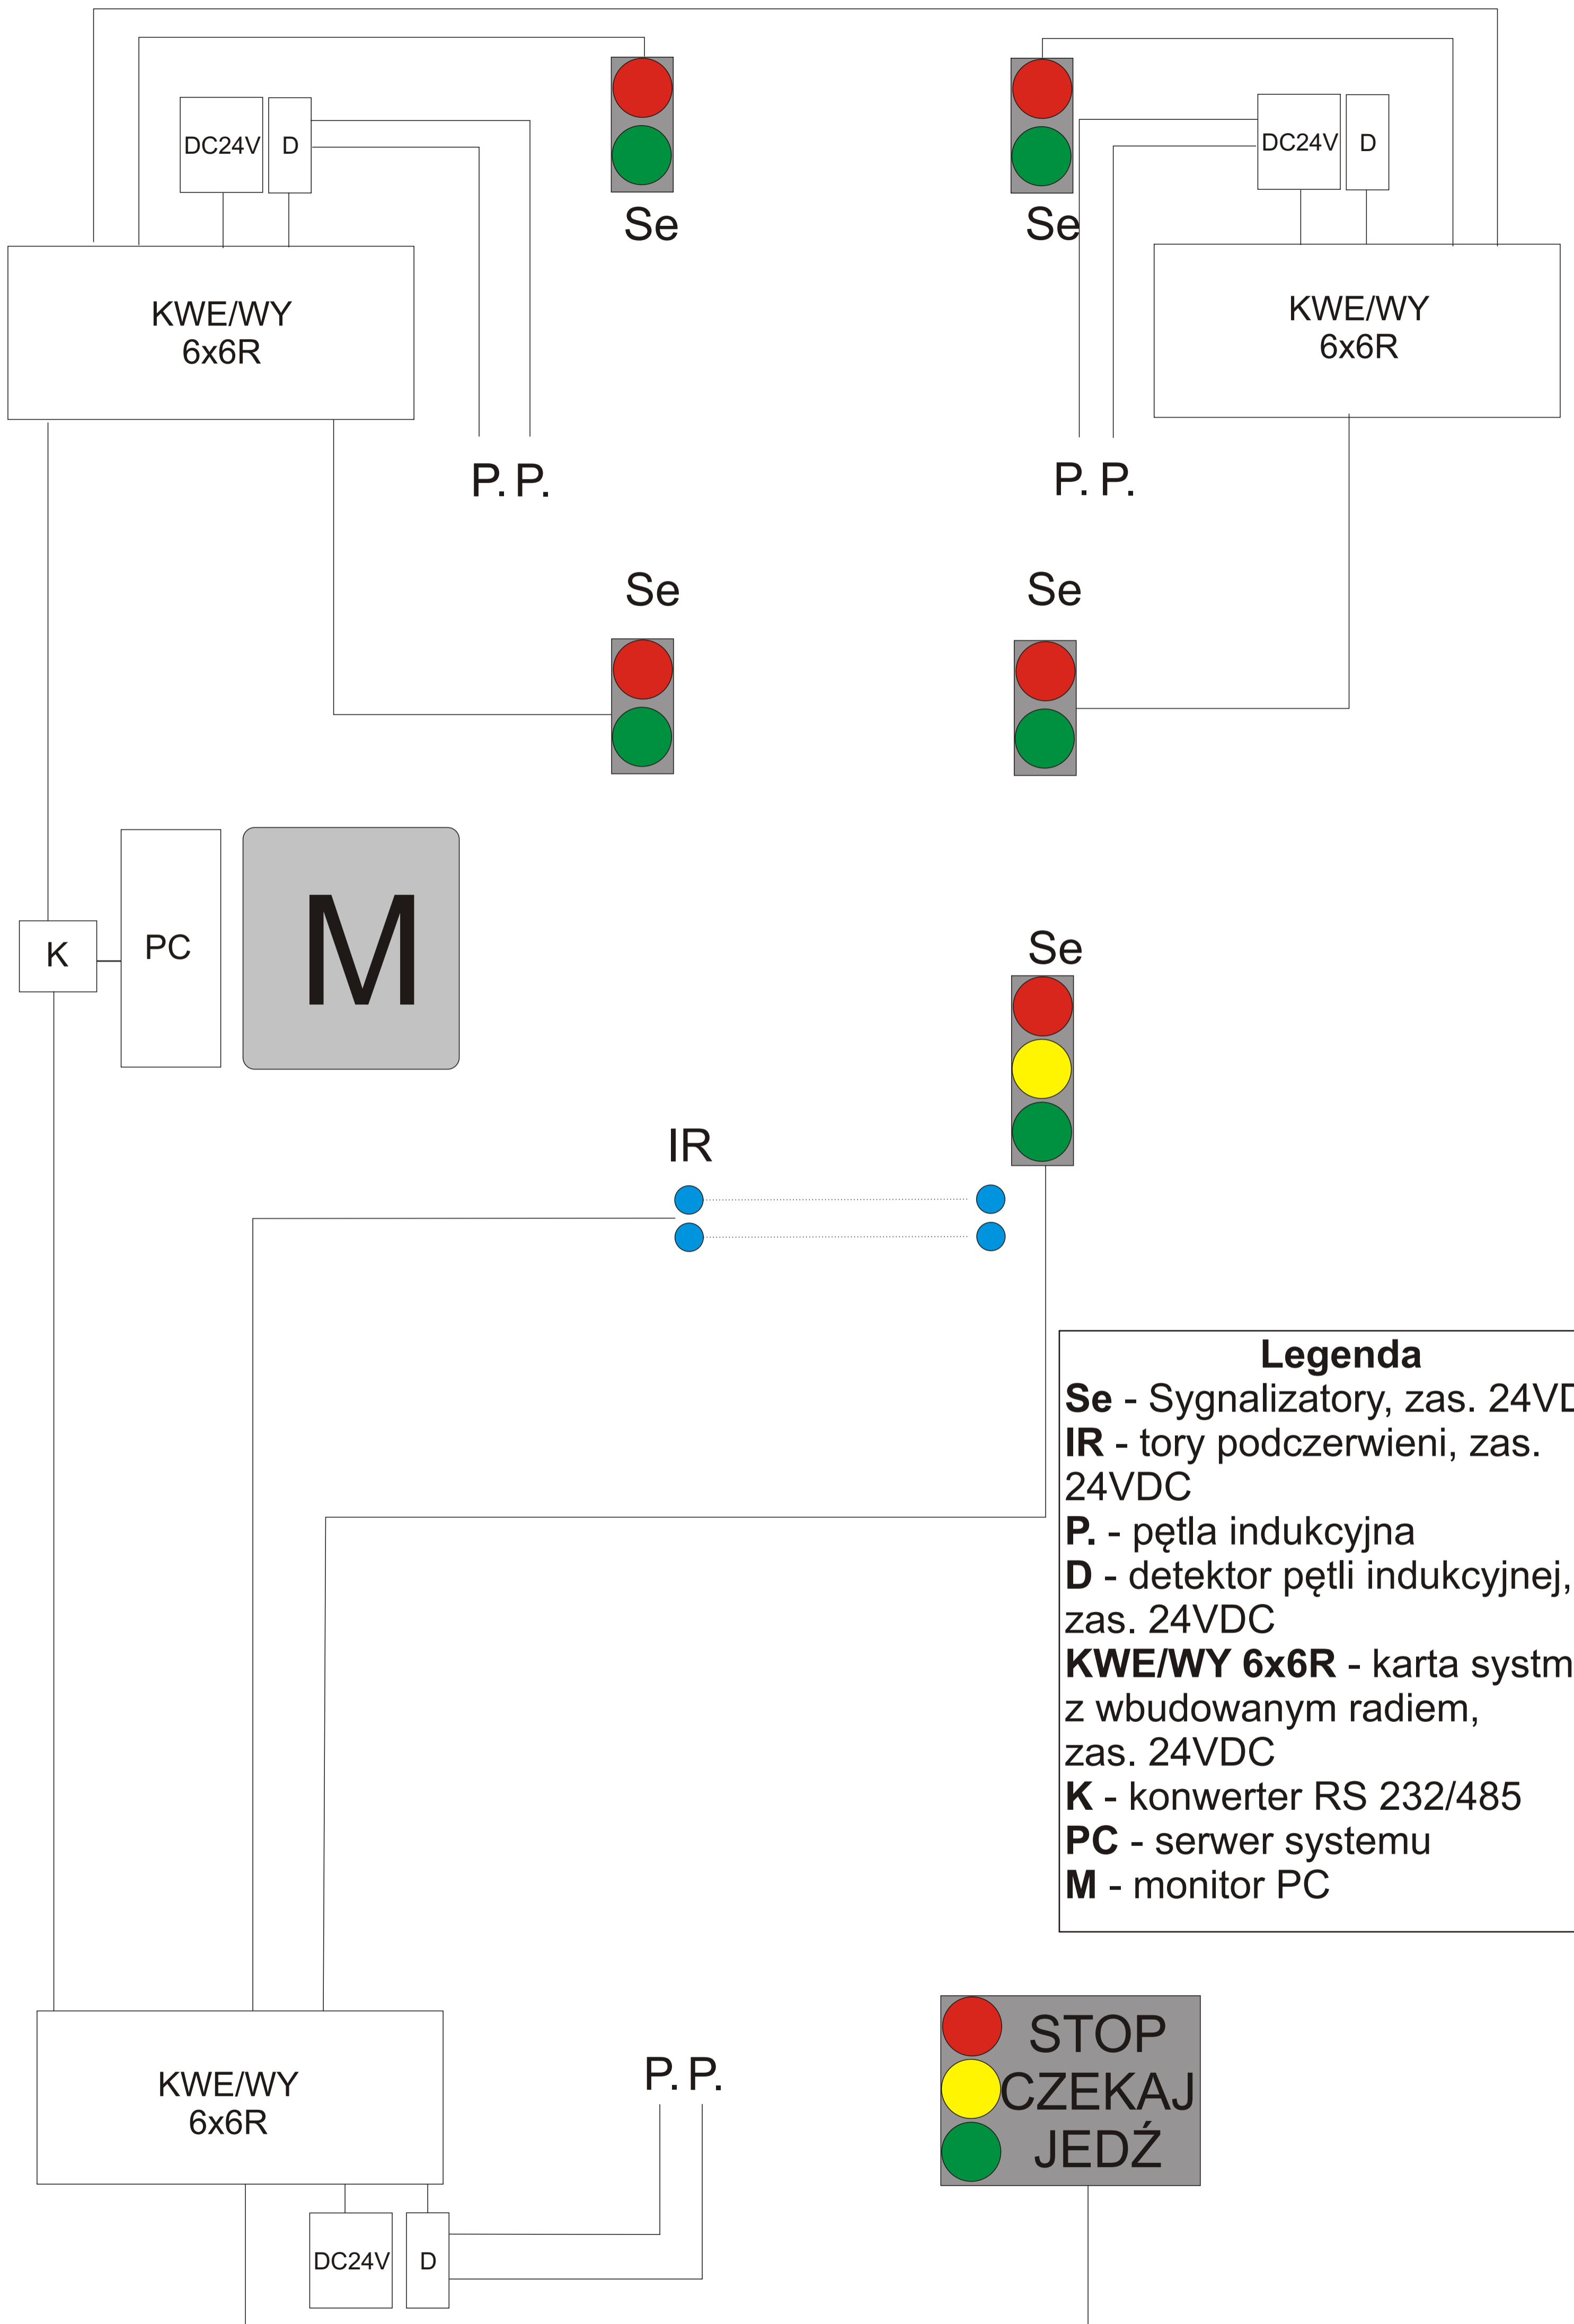 DC24V
D
Se
KWE/WY
6x6R
P. P.
Se
DC24V
D
Se
KWE/WY
6x6R
P. P.
Se
K
PC
M
Se
IR
Legenda
Se - Sygnalizatory, zas. 24VD
IR - tory podczerwieni, zas.
24VDC
P. - pętla indukcyjna
D - detektor pętli indukcyjnej,
zas. 24VDC
KWE/WY 6x6R - karta systm
z wbudowanym radiem,
zas. 24VDC
K - konwerter RS 232/485
PC - serwer systemu
M - monitor PC
KWE/WY
6x6R
P. P.
DC24V
D
STOP
CZEKAJ
JEDŹ